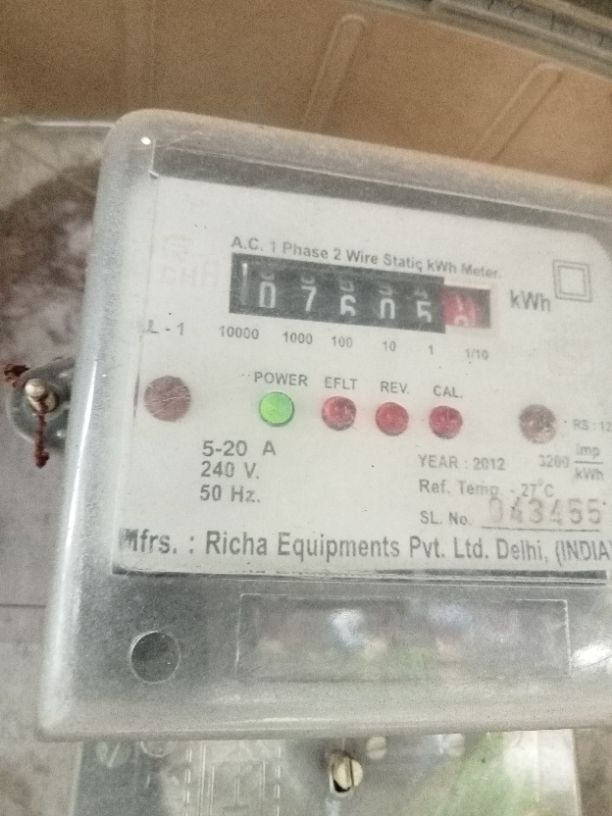 A.C. 1 Phase 2 Wire Static kWh Meter.
0 7 6 0 5 kWh
10000 1000 100 10 1 1/10
POWER EFLT REV. CAL.
5-20 A
240 V.
50 Hz.
YEAR : 2012 3200 imp/kWh
Ref. Temp. - 27°C
SL. No. 043455
Mfrs. : Richa Equipments Pvt. Ltd. Delhi, (INDIA)